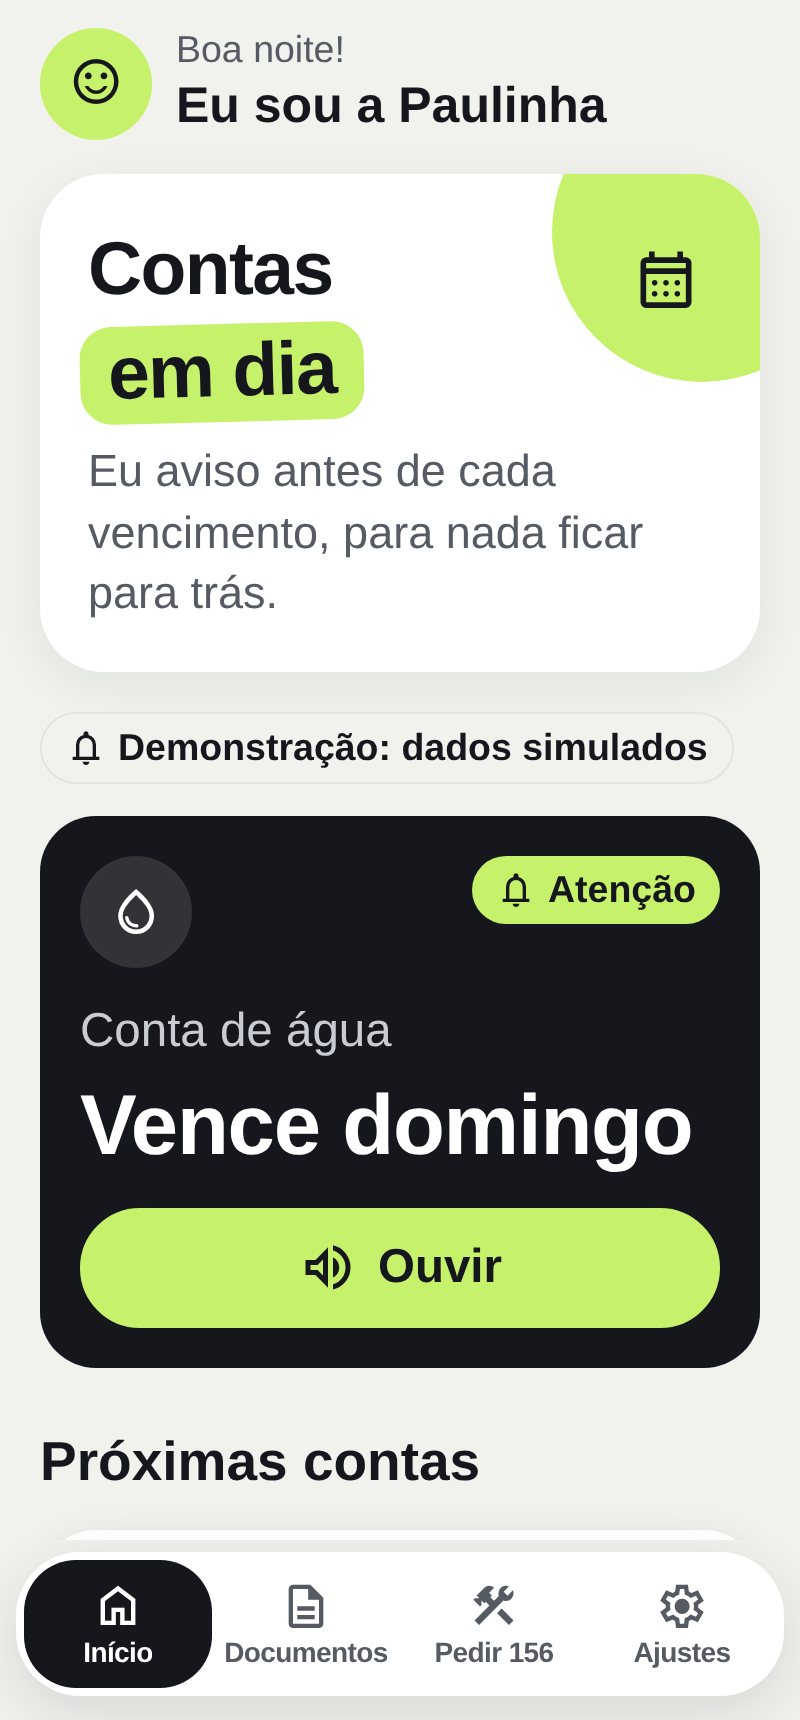 Boa noite!
Eu sou a Paulinha
Contas
em dia
Eu aviso antes de cada
vencimento, para nada ficar
para trás.
Demonstração: dados simulados
Atenção
Conta de água
Vence domingo
Ouvir
Próximas contas
Início
Documentos
Pedir 156
Ajustes